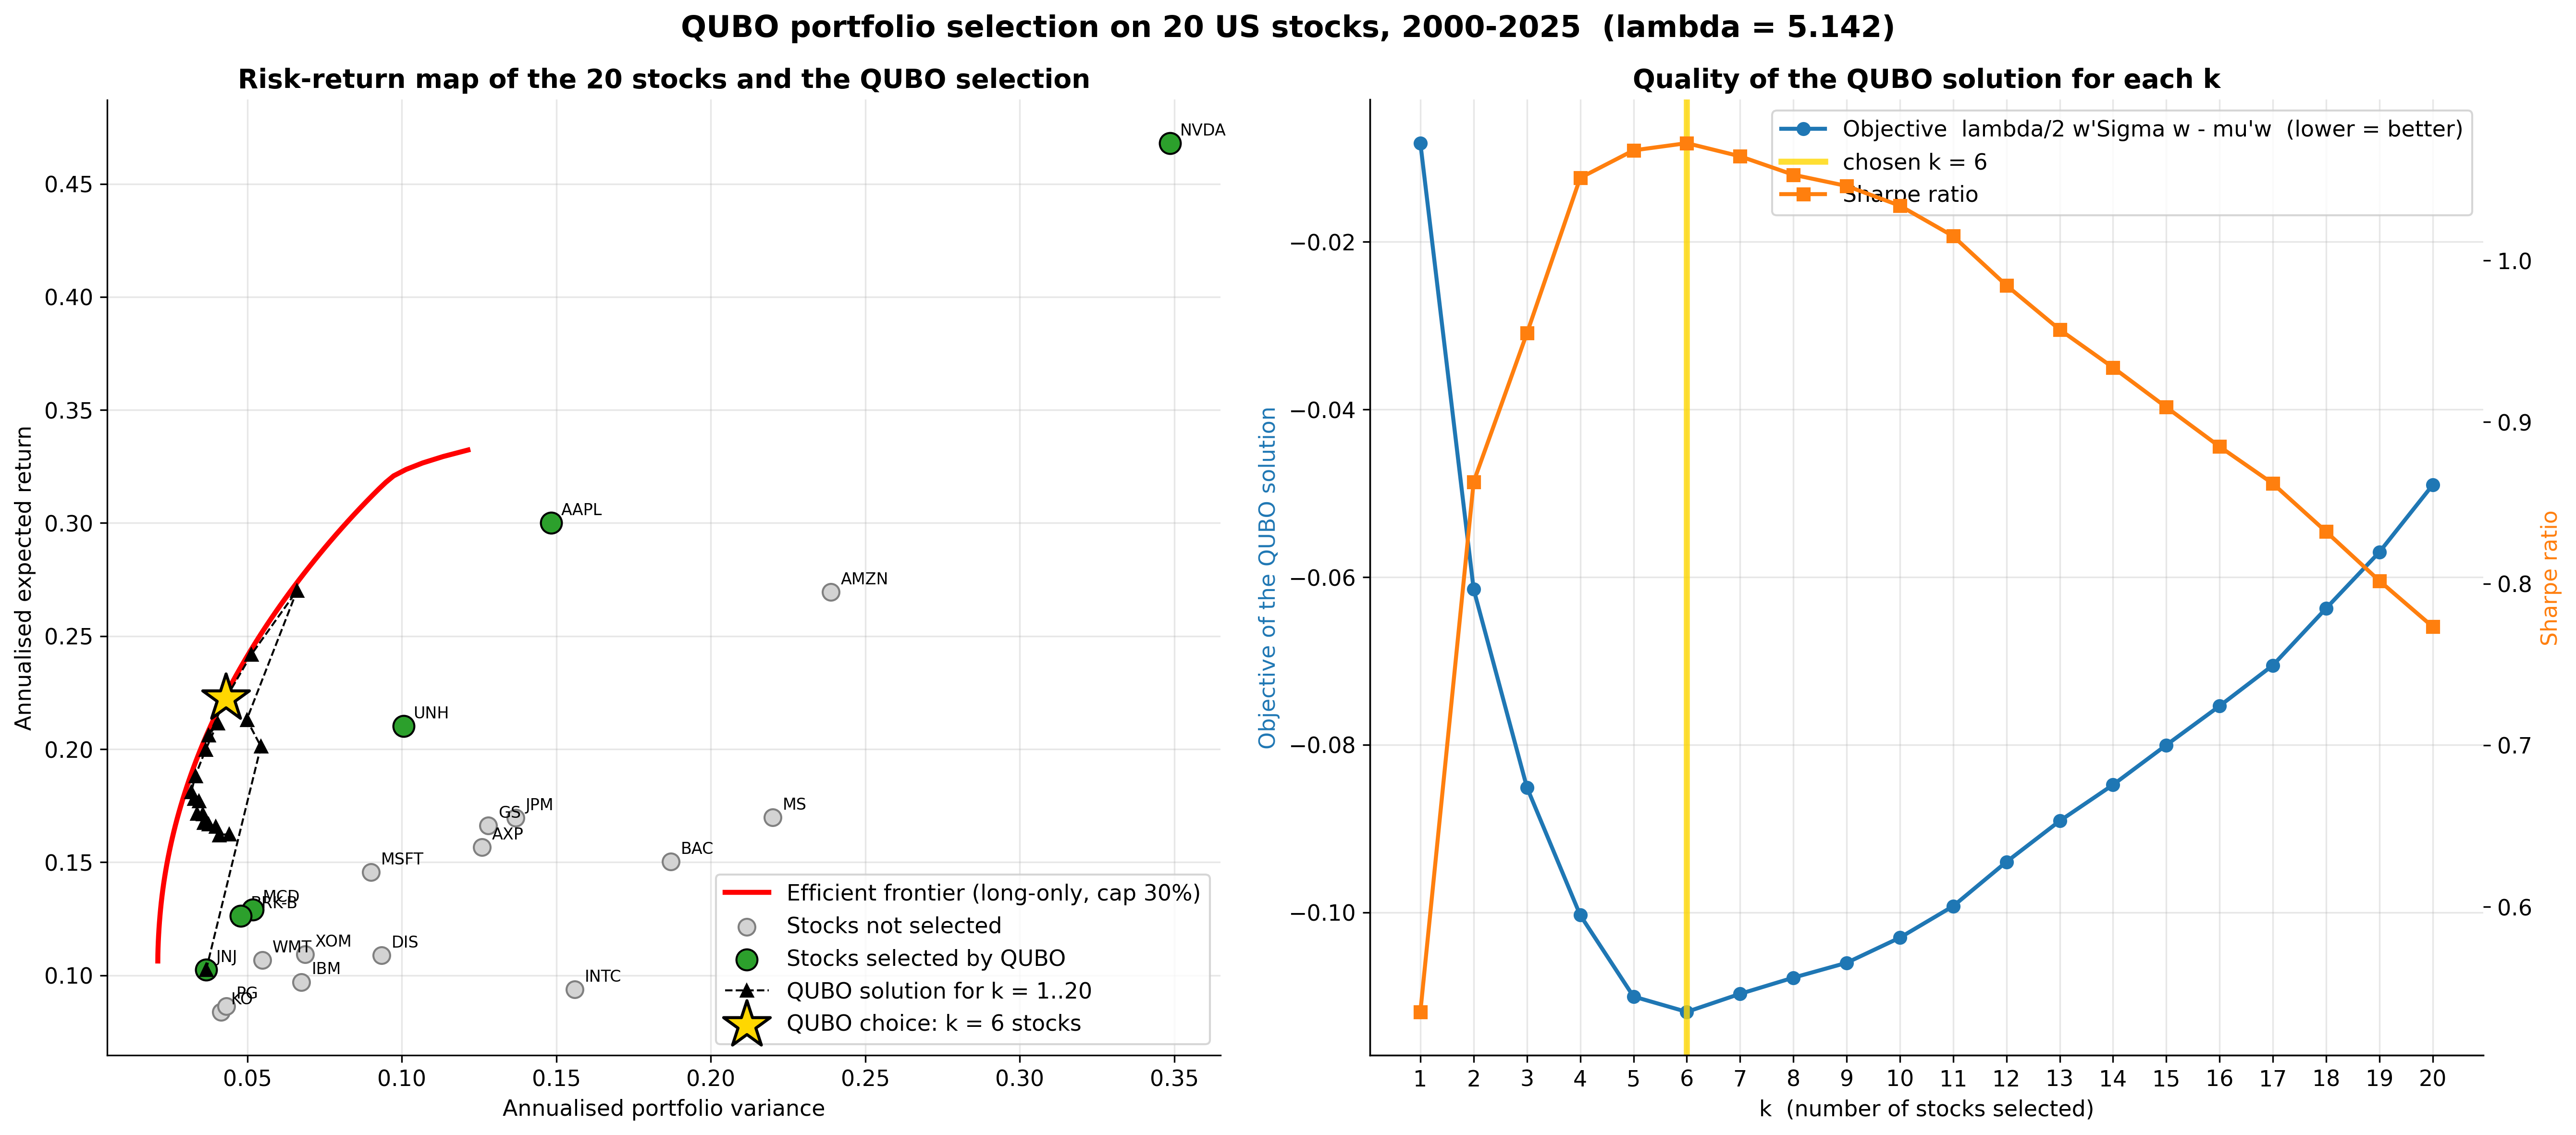 QUBO portfolio selection on 20 US stocks, 2000-2025  (lambda = 5.142)
Risk-return map of the 20 stocks and the QUBO selection
Annualised expected return
0.45
0.40
0.35
0.30
0.25
0.20
0.15
0.10
NVDA
AAPL
AMZN
UNH
JPM
GS
MS
AXP
BAC
MSFT
MCD
BRK-B
XOM
DIS
WMT
JNJ
IBM
INTC
PG
KO
Efficient frontier (long-only, cap 30%)
Stocks not selected
Stocks selected by QUBO
QUBO solution for k = 1..20
QUBO choice: k = 6 stocks
0.05 0.10 0.15 0.20 0.25 0.30 0.35
Annualised portfolio variance
Quality of the QUBO solution for each k
Objective of the QUBO solution
−0.02
−0.04
−0.06
−0.08
−0.10
Objective  lambda/2 w'Sigma w - mu'w  (lower = better)
chosen k = 6
Sharpe ratio
1.0
0.9
0.8
0.7
0.6
Sharpe ratio
1 2 3 4 5 6 7 8 9 10 11 12 13 14 15 16 17 18 19 20
k  (number of stocks selected)